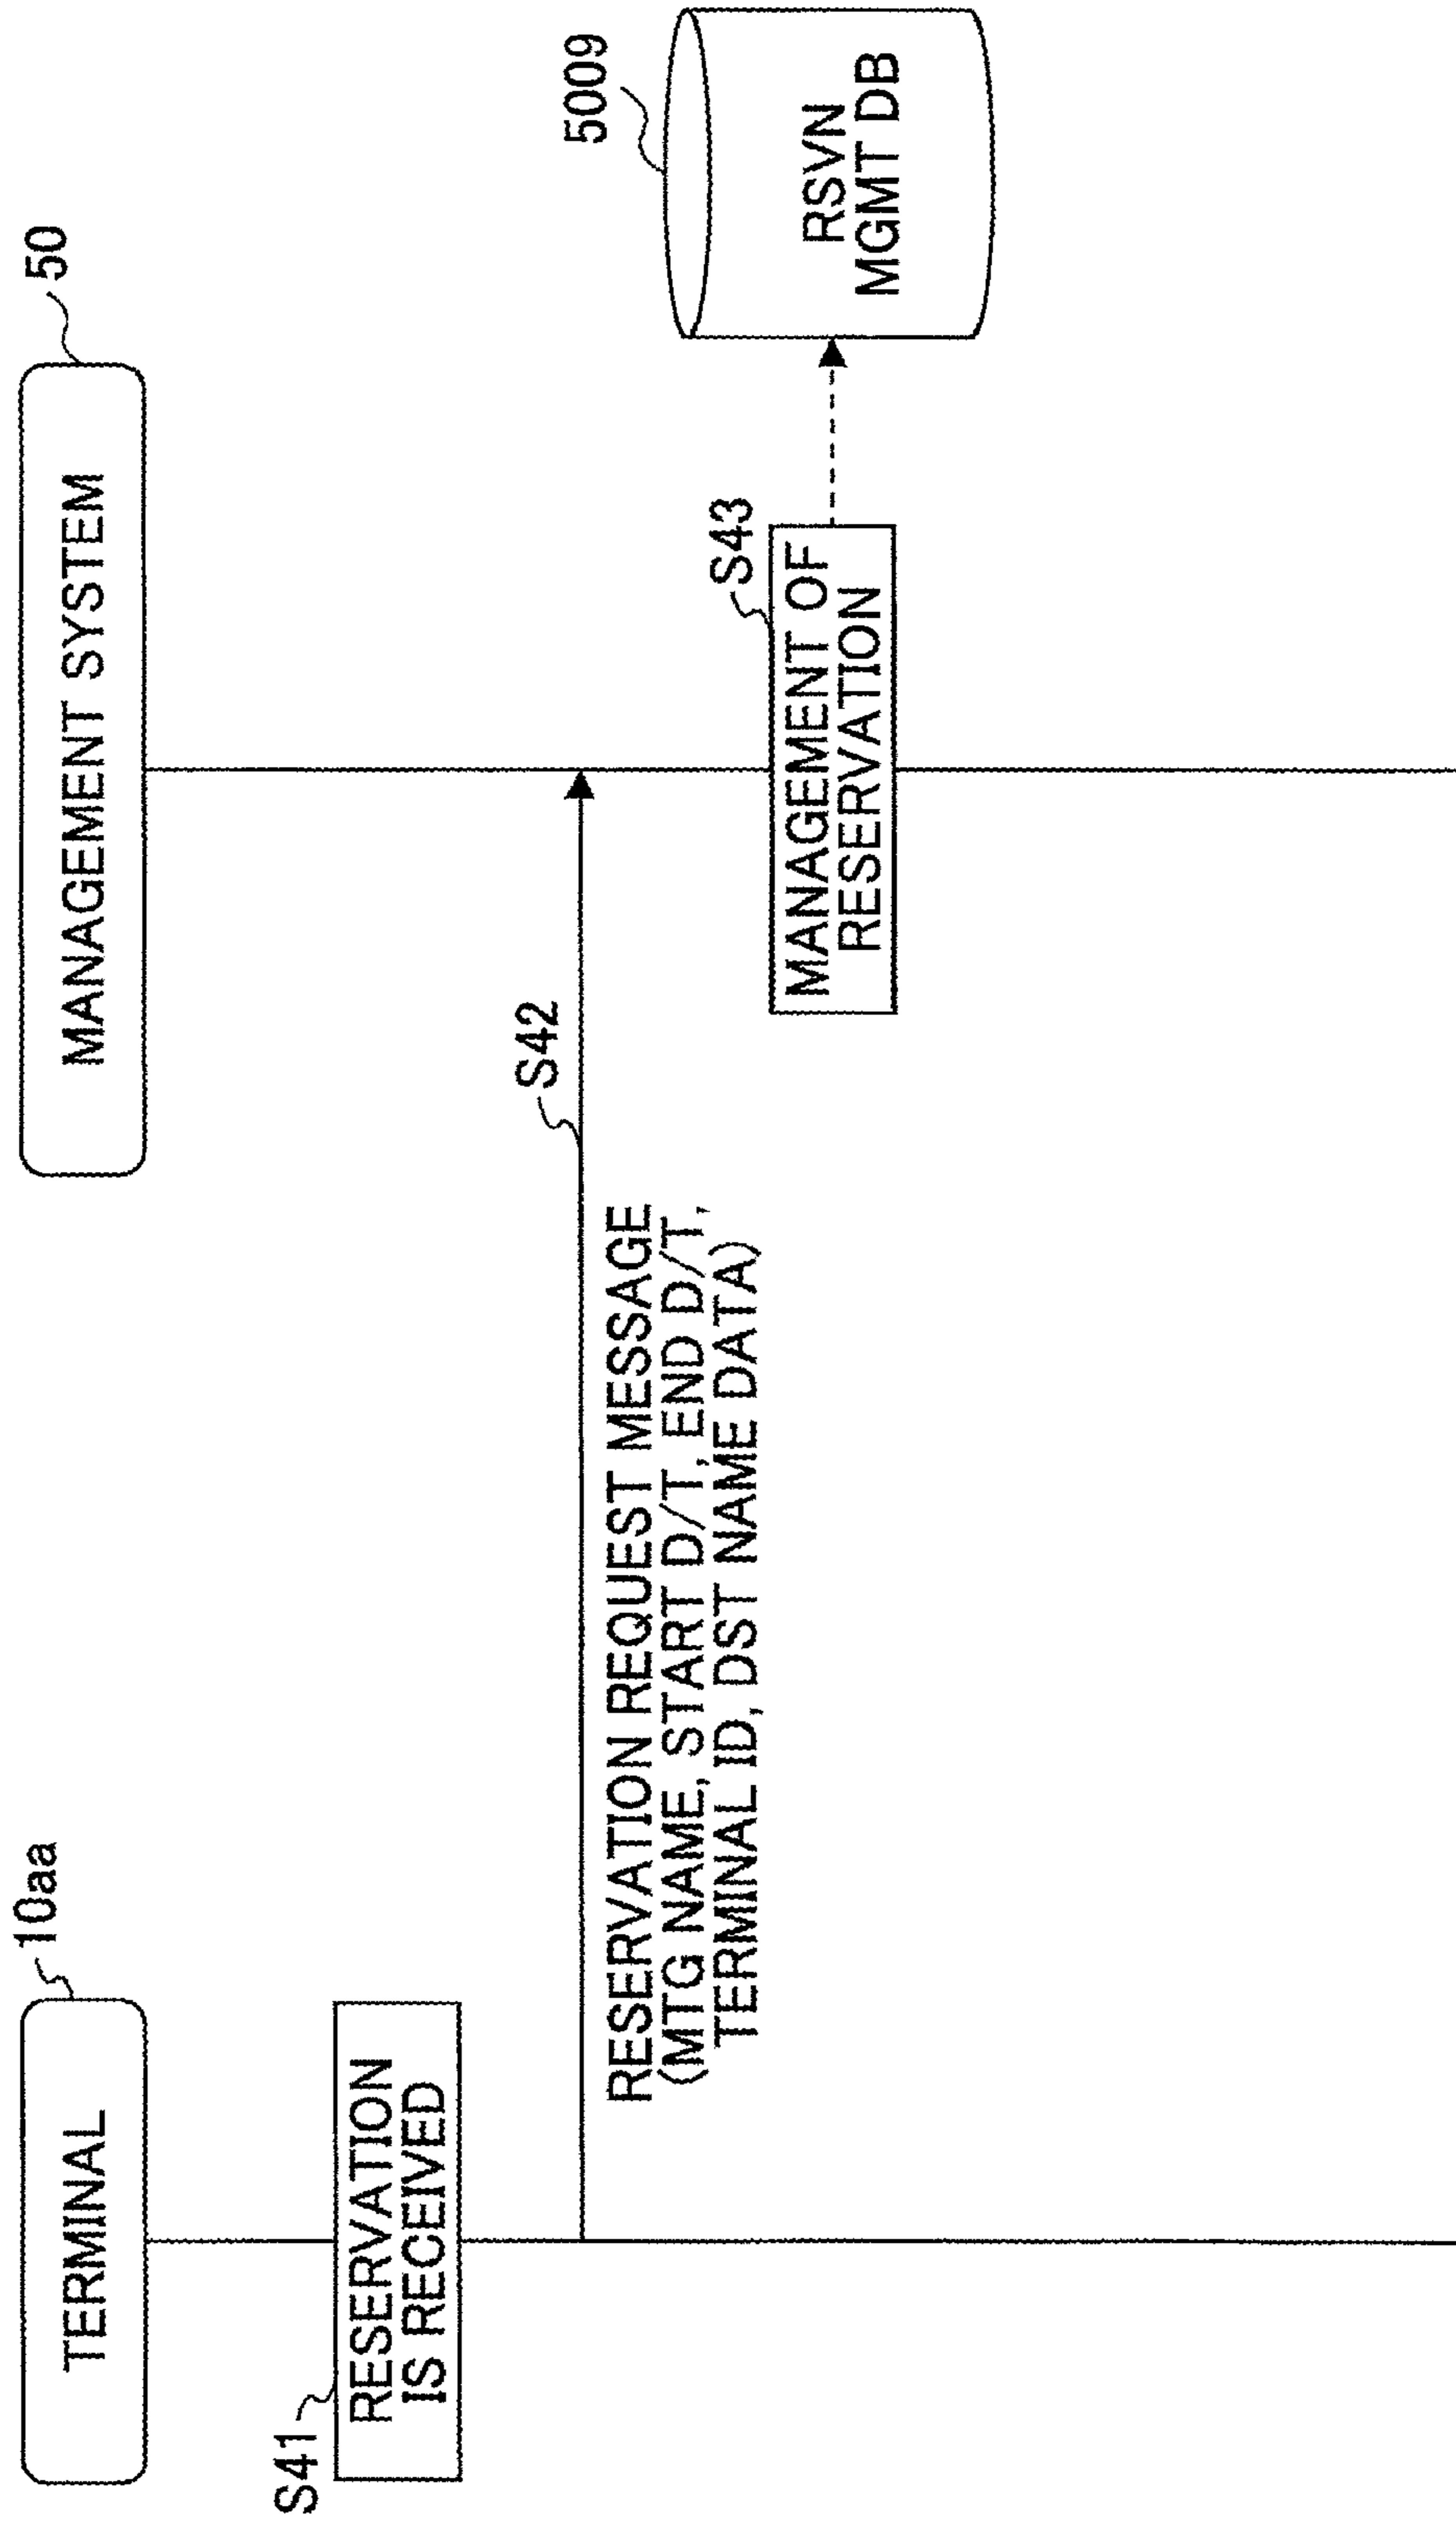 TERMINAL
10aa
MANAGEMENT SYSTEM
50
S41
RESERVATION
IS RECEIVED
S42
RESERVATION REQUEST MESSAGE
(MTG NAME, START D/T, END D/T,
TERMINAL ID, DST NAME DATA)
S43
MANAGEMENT OF
RESERVATION
5009
RSVN
MGMT DB